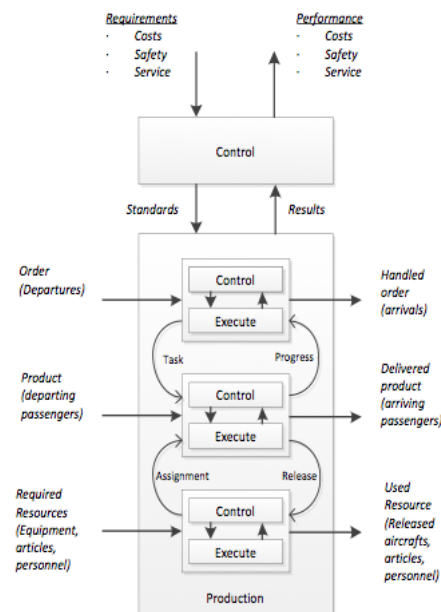 Requirements
· Costs
· Safety
· Service
Performance
· Costs
· Safety
· Service
Control
Standards
Results
Order
(Departures)
Control
Execute
Handled
order
(arrivals)
Task
Progress
Product
(departing
passengers)
Control
Execute
Delivered
product
(arriving
passengers)
Assignment
Release
Required
Resources
(Equipment,
articles,
personnel)
Control
Execute
Used
Resource
(Released
aircrafts,
articles,
personnel)
Production